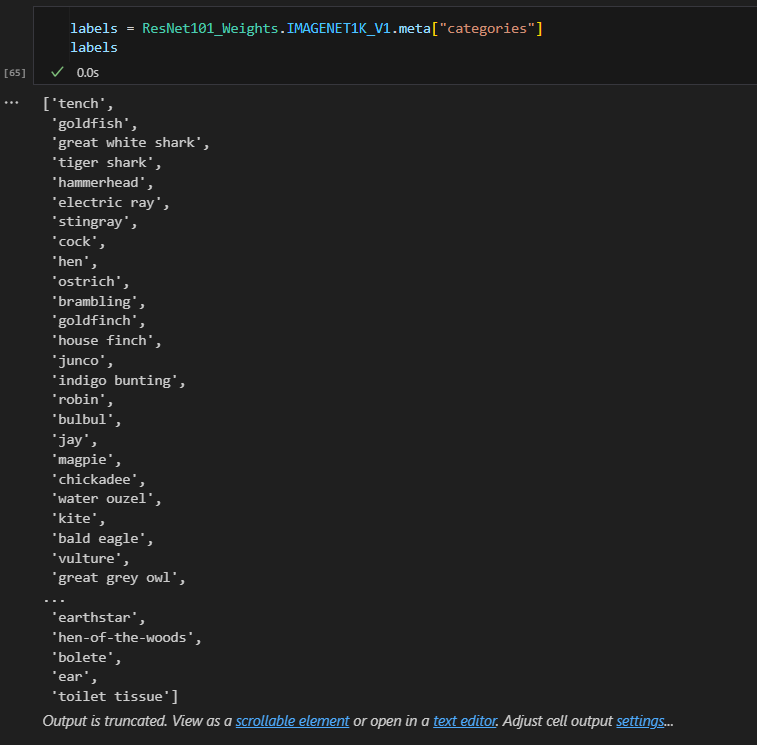 labels = ResNet101_Weights.IMAGENET1K_V1.meta["categories"]
labels
[65] 0.0s
... ['tench',
'goldfish',
'great white shark',
'tiger shark',
'hammerhead',
'electric ray',
'stingray',
'cock',
'hen',
'ostrich',
'brambling',
'goldfinch',
'house finch',
'junco',
'indigo bunting',
'robin',
'bulbul',
'jay',
'magpie',
'chickadee',
'water ouzel',
'kite',
'bald eagle',
'vulture',
'great grey owl',
...
'earthstar',
'hen-of-the-woods',
'bolete',
'ear',
'toilet tissue']
Output is truncated. View as a scrollable element or open in a text editor. Adjust cell output settings...